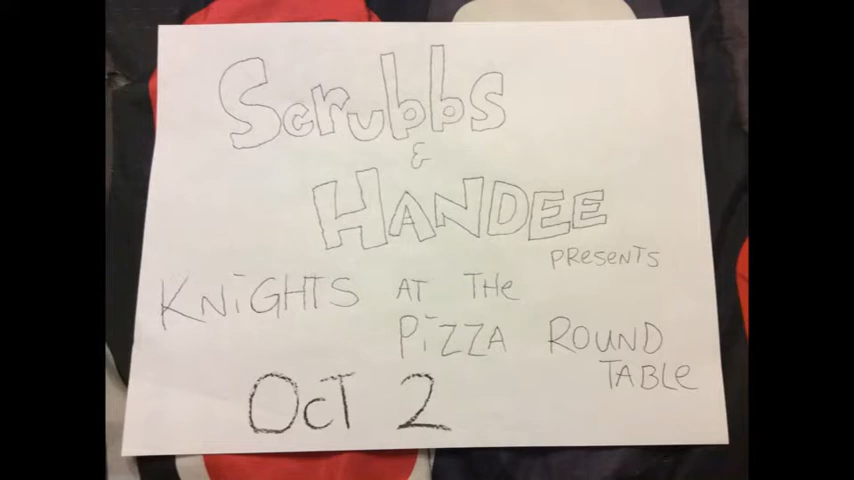 Scrubbs
&
HANDEE
PRESENTS
KNIGHTS AT THE
PIZZA ROUND
TABLE
OCT 2